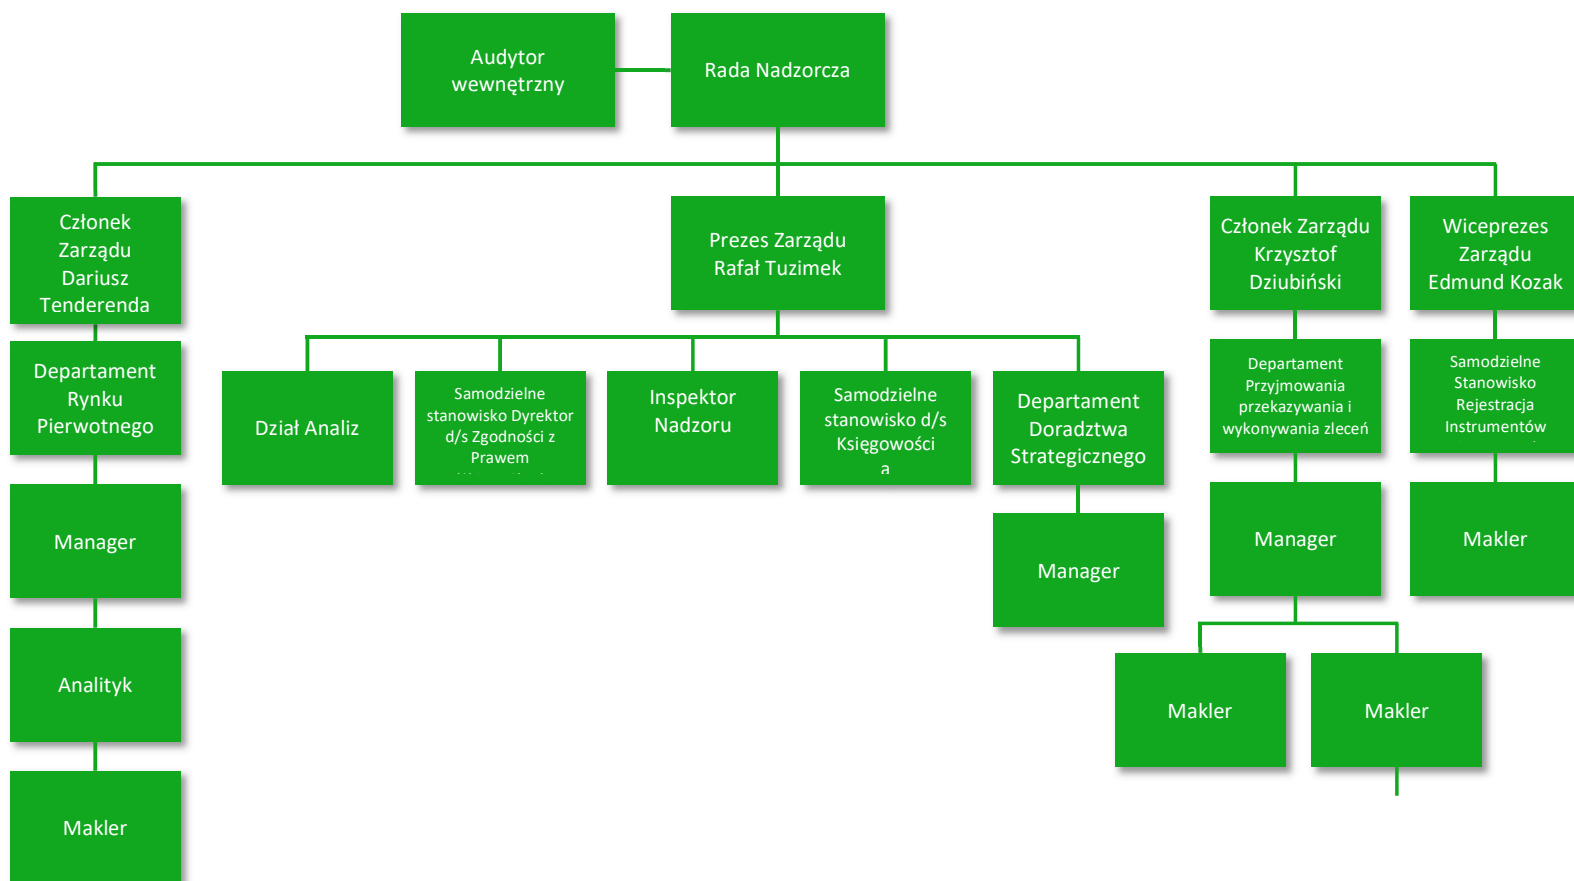 Audytor
wewnętrzny
Rada Nadzorcza
Członek
Zarządu
Dariusz
Tenderenda
Prezes Zarządu
Rafał Tuzimek
Członek Zarządu
Krzysztof
Dziubiński
Wiceprezes
Zarządu
Edmund Kozak
Departament
Rynku
Pierwotnego
Dział Analiz
Samodzielne
stanowisko Dyrektor
d/s Zgodności z
Prawem
Inspektor
Nadzoru
Samodzielne
stanowisko d/s
Księgowości
a
Departament
Doradztwa
Strategicznego
Departament
Przyjmowania
przekazywania i
wykonywania zleceń
Samodzielne
Stanowisko
Rejestracja
Instrumentów
Manager
Manager
Manager
Makler
Analityk
Makler
Makler
Makler